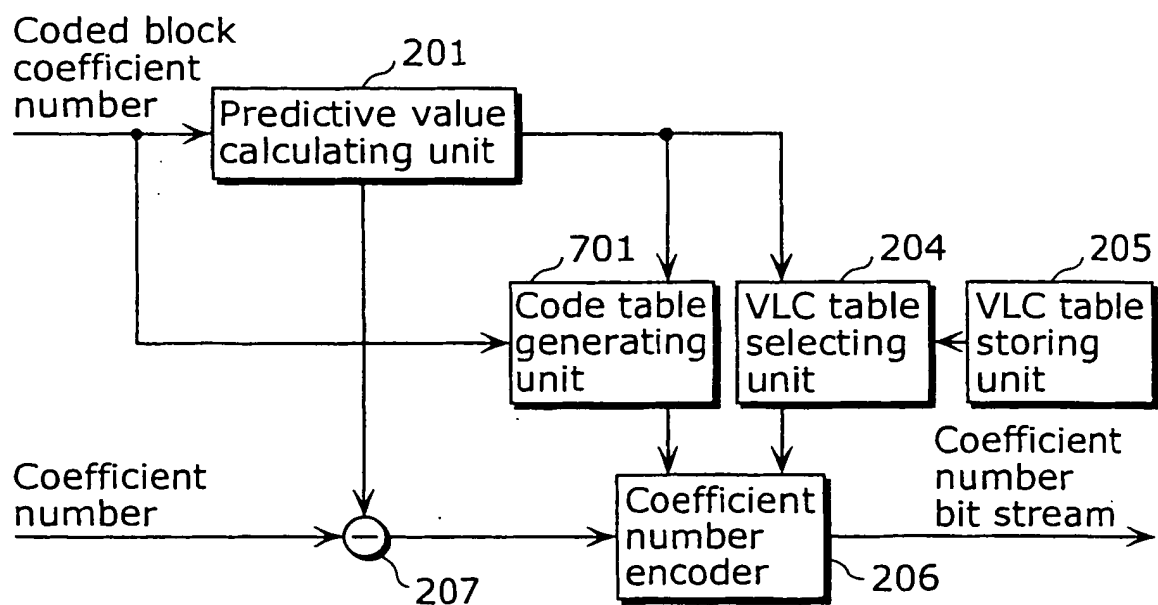 Coded block
coefficient
number
201
Predictive value
calculating unit
701
Code table
generating
unit
204
VLC table
selecting
unit
205
VLC table
storing
unit
Coefficient
number
207
Coefficient
number
encoder
206
Coefficient
number
bit stream